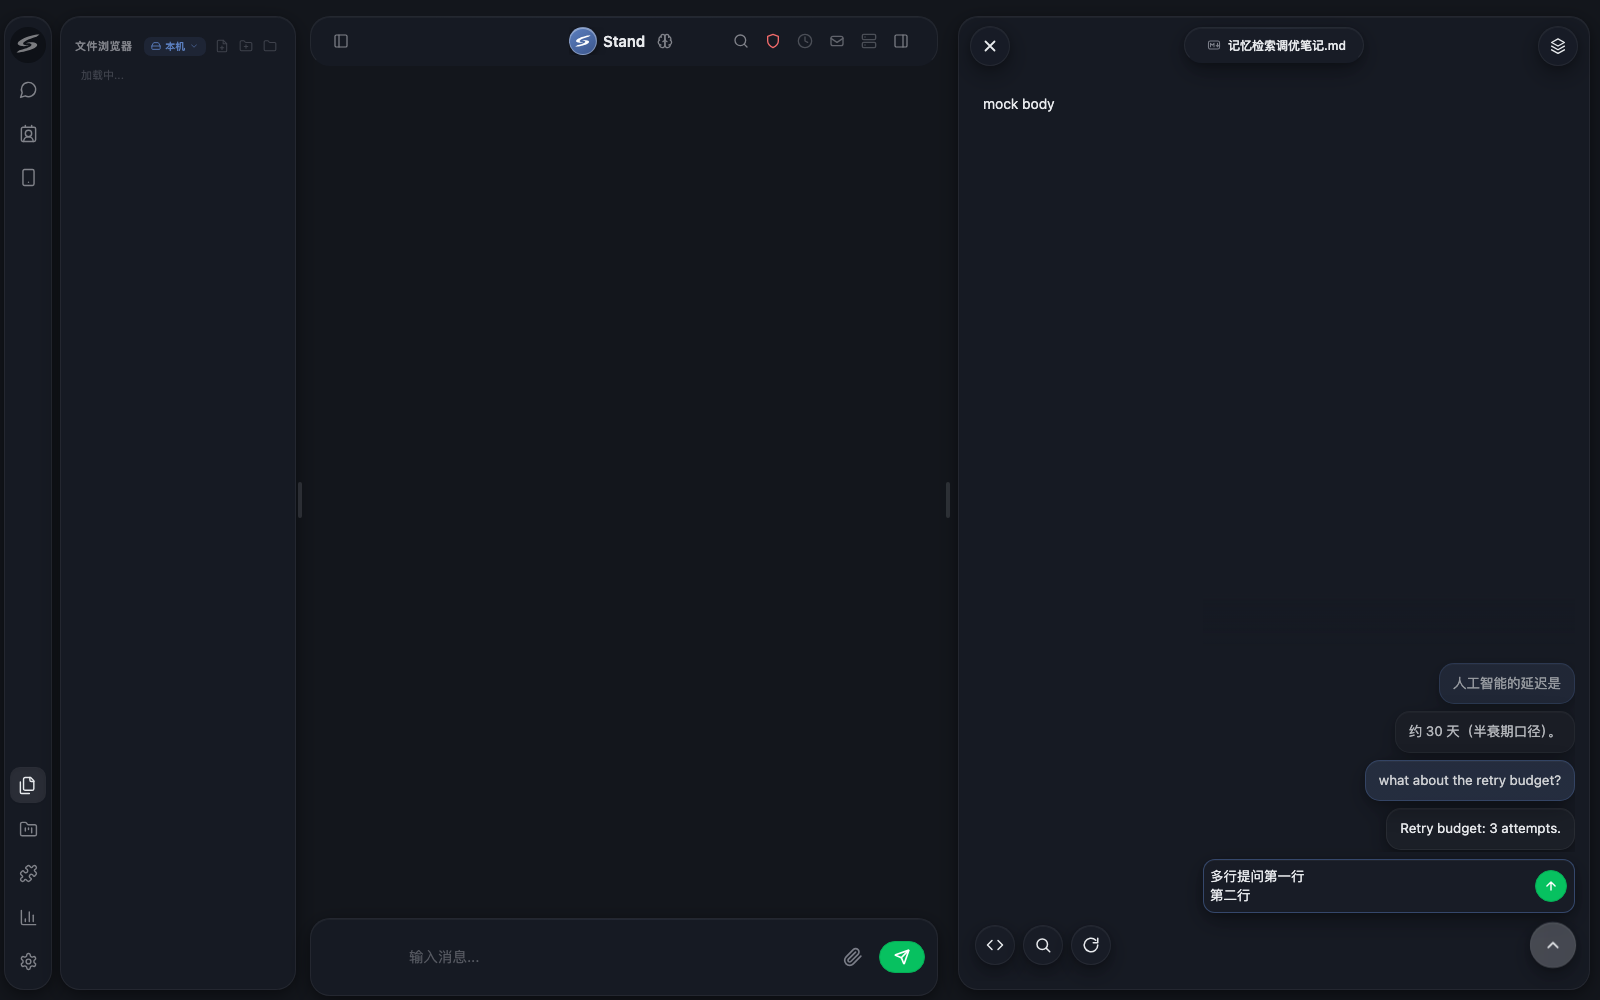 文件浏览器
本机
加载中...
Stand
输入消息...
记忆检索调优笔记.md
mock body
人工智能的延迟是
约 30 天（半衰期口径）。
what about the retry budget?
Retry budget: 3 attempts.
多行提问第一行
第二行